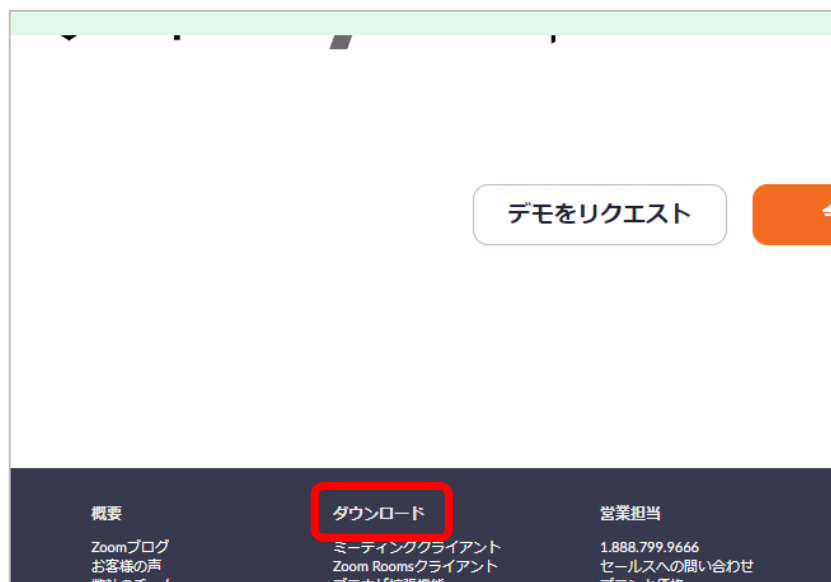 デモをリクエスト
概要
ダウンロード
営業担当
Zoomブログ
ミーティングクライアント
1.888.799.9666
お客様の声
Zoom Roomsクライアント
セールスへの問い合わせ